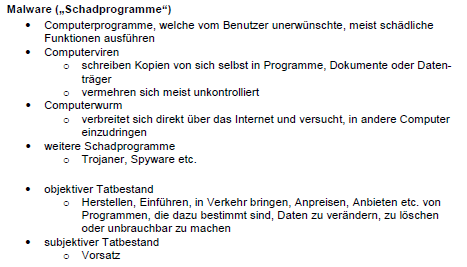 Malware („Schadprogramme“)
• Computerprogramme, welche vom Benutzer unerwünschte, meist schädliche
Funktionen ausführen
• Computerviren
o schreiben Kopien von sich selbst in Programme, Dokumente oder Daten-
träger
o vermehren sich meist unkontrolliert
• Computerwurm
o verbreitet sich direkt über das Internet und versucht, in andere Computer
einzudringen
• weitere Schadprogramme
o Trojaner, Spyware etc.
• objektiver Tatbestand
o Herstellen, Einführen, in Verkehr bringen, Anpreisen, Anbieten etc. von
Programmen, die dazu bestimmt sind, Daten zu verändern, zu löschen
oder unbrauchbar zu machen
• subjektiver Tatbestand
o Vorsatz